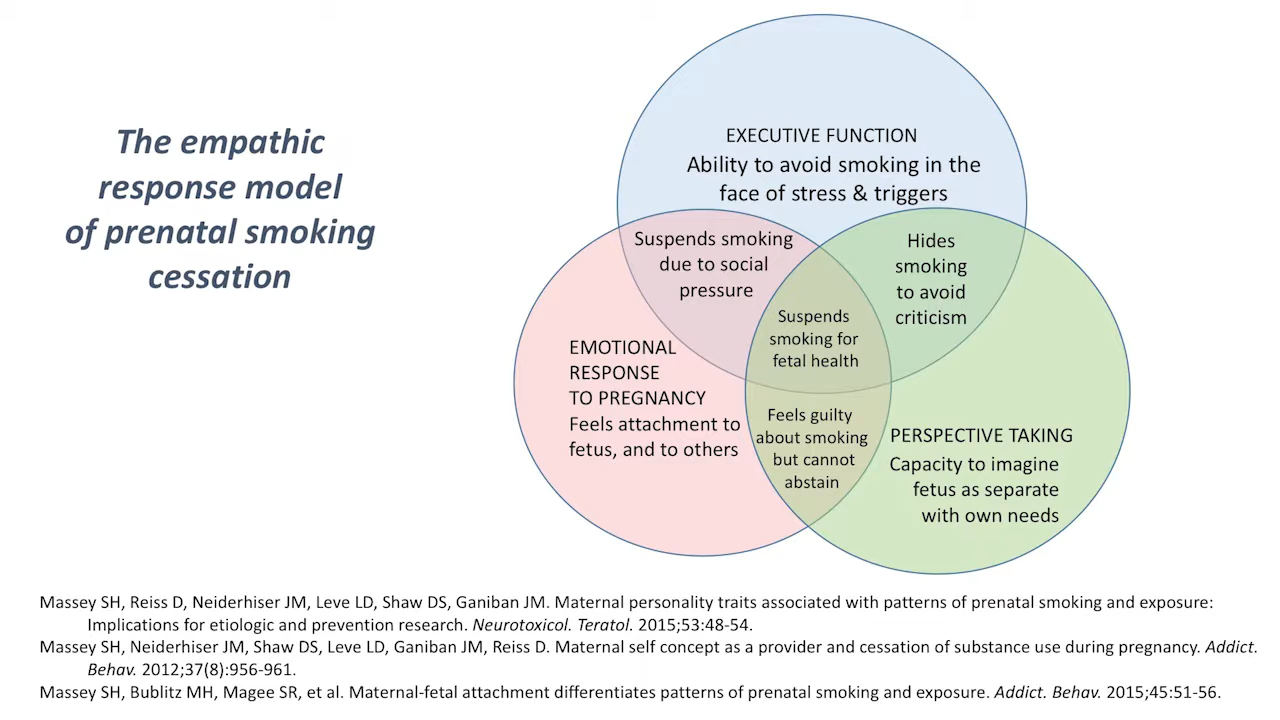 The empathic
response model
of prenatal smoking
cessation
EXECUTIVE FUNCTION
Ability to avoid smoking in the
face of stress & triggers
Suspends smoking
due to social
pressure
Hides
smoking
to avoid
criticism
Suspends
smoking for
fetal health
EMOTIONAL
RESPONSE
TO PREGNANCY
Feels attachment to
fetus, and to others
Feels guilty
about smoking
but cannot
abstain
PERSPECTIVE TAKING
Capacity to imagine
fetus as separate
with own needs
Massey SH, Reiss D, Neiderhiser JM, Leve LD, Shaw DS, Ganiban JM. Maternal personality traits associated with patterns of prenatal smoking and exposure:
Implications for etiologic and prevention research. Neurotoxicol. Teratol. 2015;53:48-54.
Massey SH, Neiderhiser JM, Shaw DS, Leve LD, Ganiban JM, Reiss D. Maternal self concept as a provider and cessation of substance use during pregnancy. Addict.
Behav. 2012;37(8):956-961.
Massey SH, Bublitz MH, Magee SR, et al. Maternal-fetal attachment differentiates patterns of prenatal smoking and exposure. Addict. Behav. 2015;45:51-56.